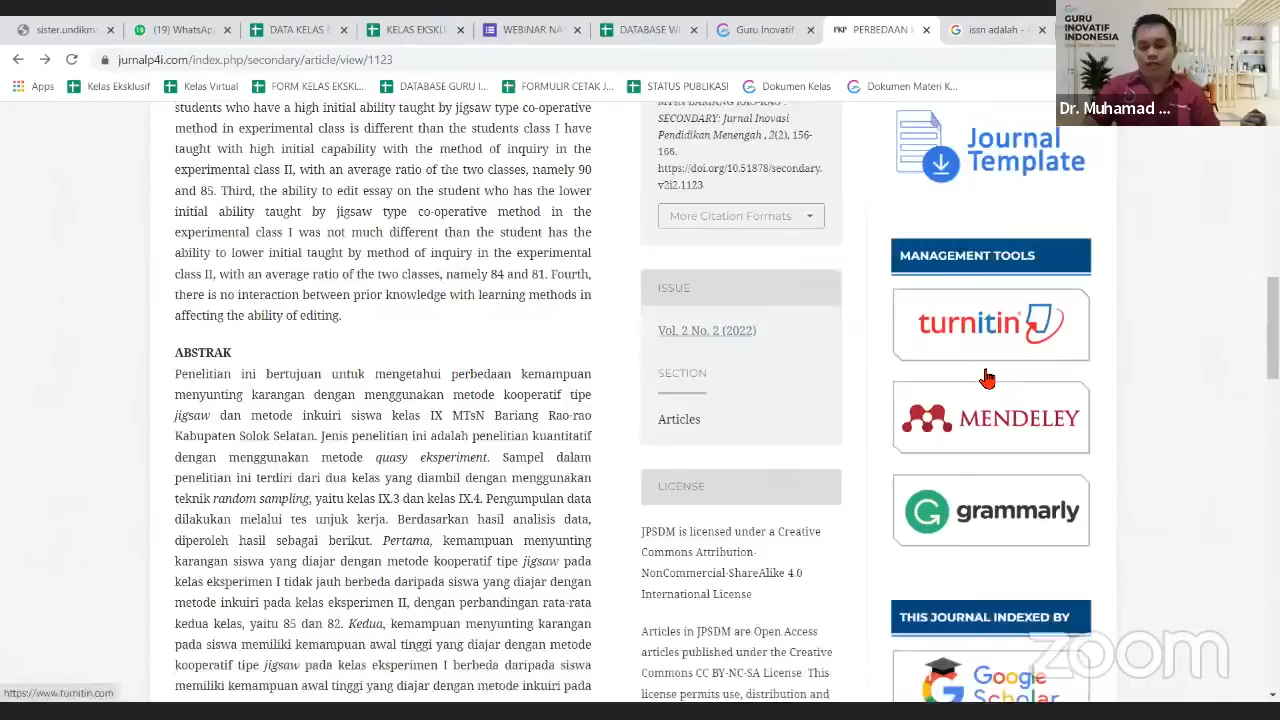 sister.undikm
(19) WhatsApp
DATA KELAS E
KELAS EKSKL
WEBINAR NA
DATABASE W
Guru Inovatif
PKP PERBEDAAN K
issn adalah - G
jurnalp4i.com/index.php/secondary/article/view/1123
Apps
Kelas Eksklusif
Kelas Virtual
FORM KELAS EKSKL...
DATABASE GURU I...
FORMULIR CETAK J...
STATUS PUBLIKASI
Dokumen Kelas
Dokumen Materi K...
GURU
INOVATIF
INDONESIA
Dr. Muhamad ...
students who have a high initial ability taught by jigsaw type co-operative
method in experimental class is different than the students class I have
taught with high initial capability with the method of inquiry in the
experimental class II, with an average ratio of the two classes, namely 90
and 85. Third, the ability to edit essay on the student who has the lower
initial ability taught by jigsaw type co-operative method in the
experimental class I was not much different than the student has the
ability to lower initial taught by method of inquiry in the experimental
class II, with an average ratio of the two classes, namely 84 and 81. Fourth,
there is no interaction between prior knowledge with learning methods in
affecting the ability of editing.
ABSTRAK
Penelitian ini bertujuan untuk mengetahui perbedaan kemampuan
menyunting karangan dengan menggunakan metode kooperatif tipe
jigsaw dan metode inkuiri siswa kelas IX MTsN Bariang Rao-rao
Kabupaten Solok Selatan. Jenis penelitian ini adalah penelitian kuantitatif
dengan menggunakan metode quasy eksperiment. Sampel dalam
penelitian ini terdiri dari dua kelas yang diambil dengan menggunakan
teknik random sampling, yaitu kelas IX.3 dan kelas IX.4. Pengumpulan data
dilakukan melalui tes unjuk kerja. Berdasarkan hasil analisis data,
diperoleh hasil sebagai berikut. Pertama, kemampuan menyunting
karangan siswa yang diajar dengan metode kooperatif tipe jigsaw pada
kelas eksperimen I tidak jauh berbeda daripada siswa yang diajar dengan
metode inkuiri pada kelas eksperimen II, dengan perbandingan rata-rata
kedua kelas, yaitu 85 dan 82. Kedua, kemampuan menyunting karangan
pada siswa memiliki kemampuan awal tinggi yang diajar dengan metode
kooperatif tipe jigsaw pada kelas eksperimen I berbeda daripada siswa
memiliki kemampuan awal tinggi yang diajar dengan metode inkuiri pada
https://www.turnitin.com
MTSN BARIANG RAO-RAO .
SECONDARY: Jurnal Inovasi
Pendidikan Menengah , 2(2), 156-
166.
https://doi.org/10.51878/secondary.
v2i2.1123
More Citation Formats
ISSUE
Vol. 2 No. 2 (2022)
SECTION
Articles
LICENSE
JPSDM is licensed under a Creative
Commons Attribution-
NonCommercial-ShareAlike 4.0
International License
Articles in JPSDM are Open Access
articles published under the Creative
Commons CC BY-NC-SA License This
license permits use, distribution and
Journal
Template
MANAGEMENT TOOLS
turnitin
MENDELEY
grammarly
THIS JOURNAL INDEXED BY
Google
Scholar
zoom